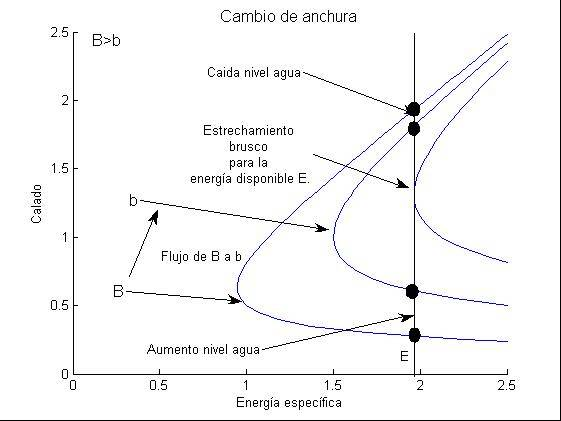 Cambio de anchura
2.5
B>b
Caida nivel agua
2
Estrechamiento
brusco
para la
energía disponible E.
1.5
b
Calado
1
Flujo de B a b
B
0.5
Aumento nivel agua
E
0
0
0.5
1
1.5
2
2.5
Energía específica